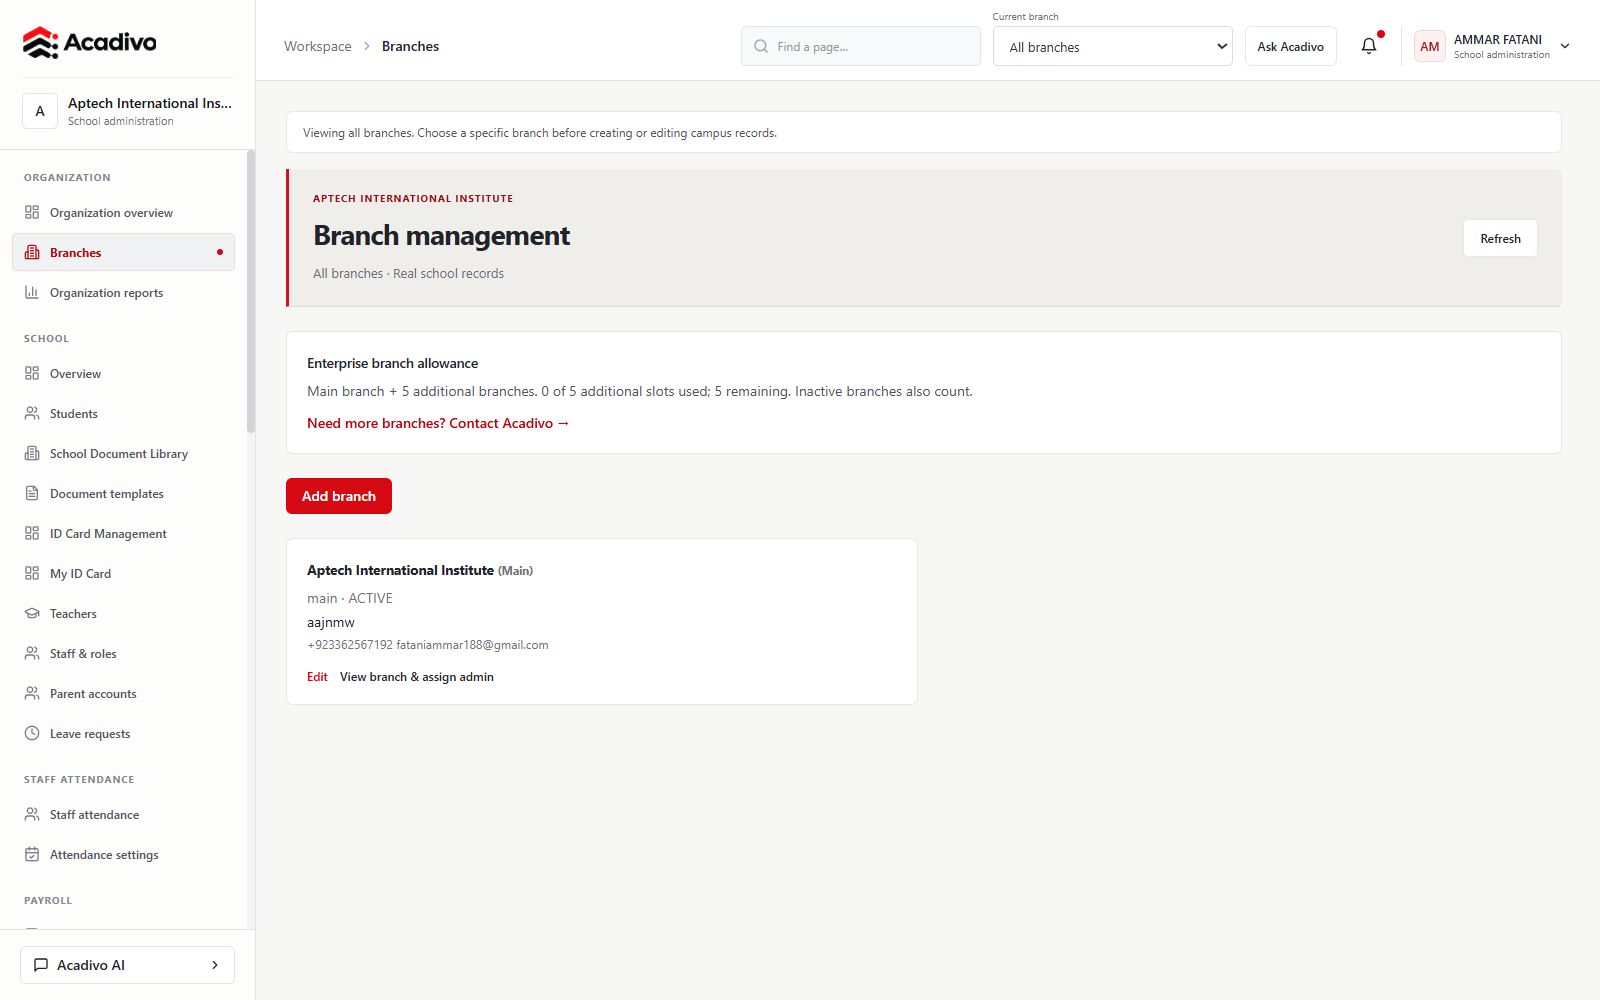 Acadivo
A
Aptech International Ins...
School administration
ORGANIZATION
Organization overview
Branches
Organization reports
SCHOOL
Overview
Students
School Document Library
Document templates
ID Card Management
My ID Card
Teachers
Staff & roles
Parent accounts
Leave requests
STAFF ATTENDANCE
Staff attendance
Attendance settings
PAYROLL
Acadivo AI
Workspace > Branches
Find a page...
Current branch
All branches
Ask Acadivo
AM
AMMAR FATANI
School administration
Viewing all branches. Choose a specific branch before creating or editing campus records.
APTECH INTERNATIONAL INSTITUTE
Branch management
All branches · Real school records
Refresh
Enterprise branch allowance
Main branch + 5 additional branches. 0 of 5 additional slots used; 5 remaining. Inactive branches also count.
Need more branches? Contact Acadivo →
Add branch
Aptech International Institute (Main)
main · ACTIVE
aajnmw
+923362567192 fataniammar188@gmail.com
Edit View branch & assign admin